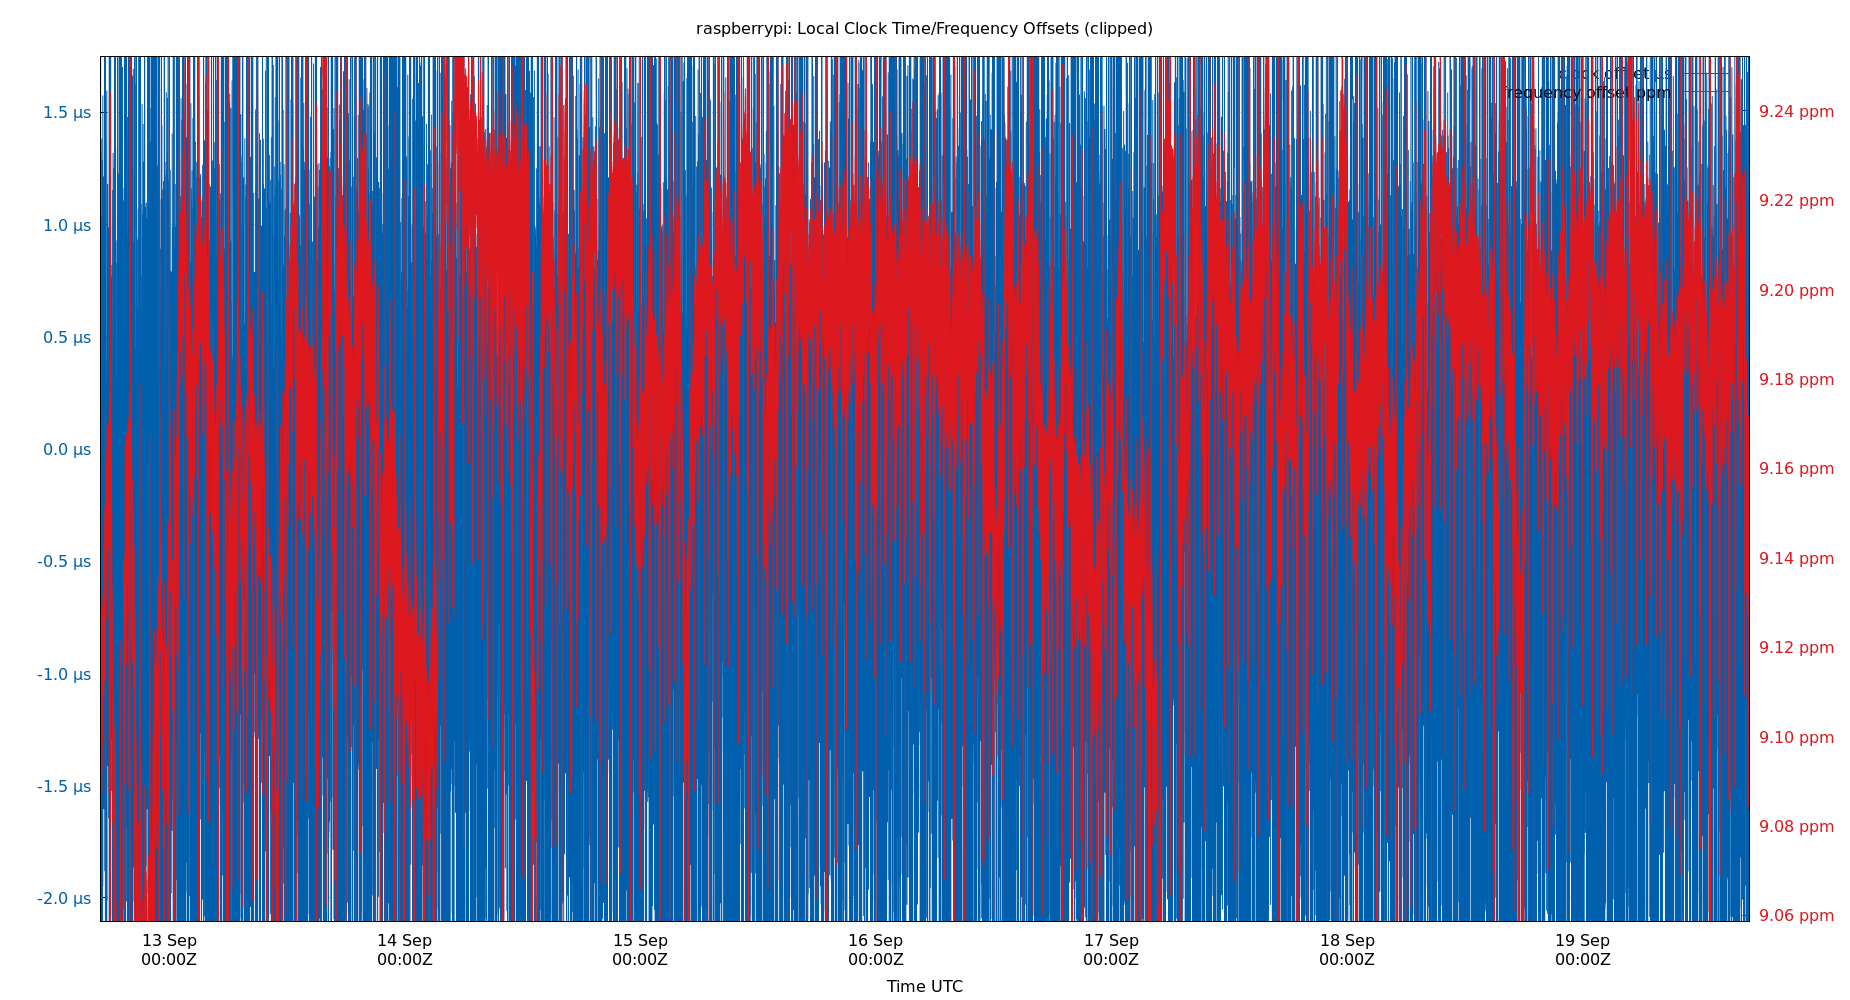 raspberrypi: Local Clock Time/Frequency Offsets (clipped)
clock offset µs
frequency offset ppm
1.5 µs
1.0 µs
0.5 µs
0.0 µs
-0.5 µs
-1.0 µs
-1.5 µs
-2.0 µs
9.24 ppm
9.22 ppm
9.20 ppm
9.18 ppm
9.16 ppm
9.14 ppm
9.12 ppm
9.10 ppm
9.08 ppm
9.06 ppm
13 Sep 14 Sep 15 Sep 16 Sep 17 Sep 18 Sep 19 Sep
00:00Z 00:00Z 00:00Z 00:00Z 00:00Z 00:00Z 00:00Z
Time UTC